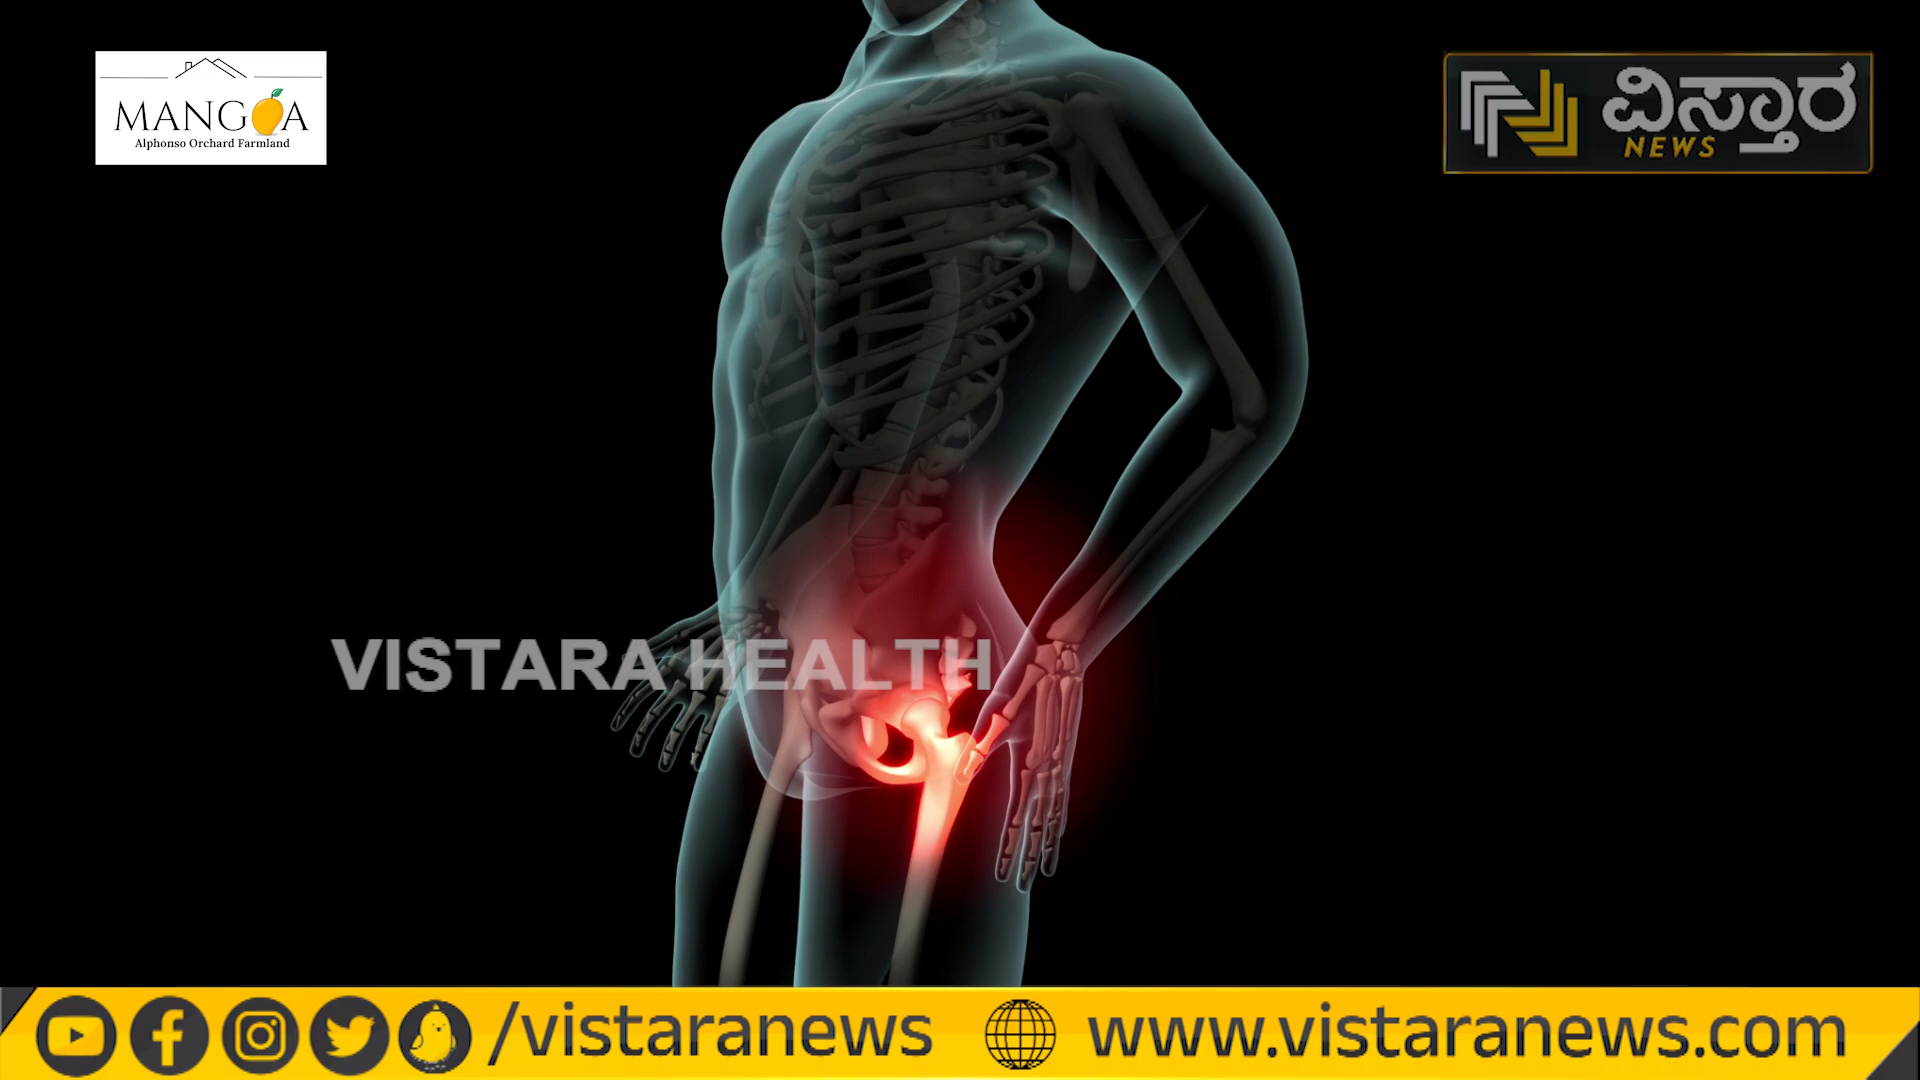 MANGOA
Alphonso Orchard Farmland
ವಿಸ್ತಾರ
NEWS
VISTARA HEALTH
/vistaranews
www.vistaranews.com